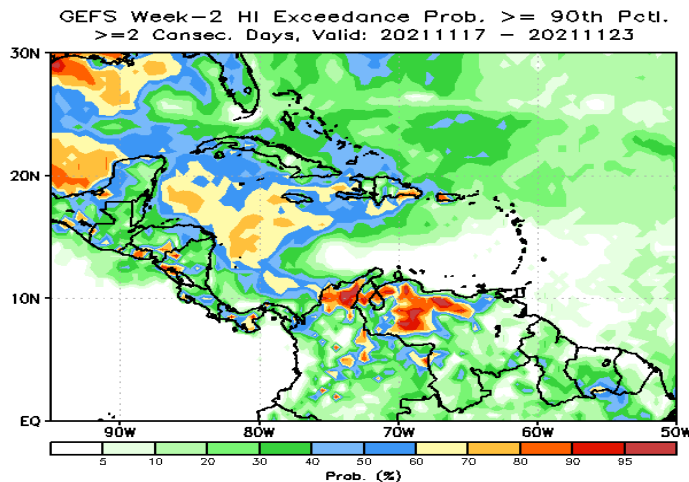 GEFS Week-2 HI Exceedance Prob. >= 90th Pctl.
>=2 Cansec. Days, Valid: 20211117 - 20211123
30N
20N
10N
EQ
90W 80W 70W 60W 50W
5 10 20 30 40 50 60 70 80 90 95
Prob. (%)